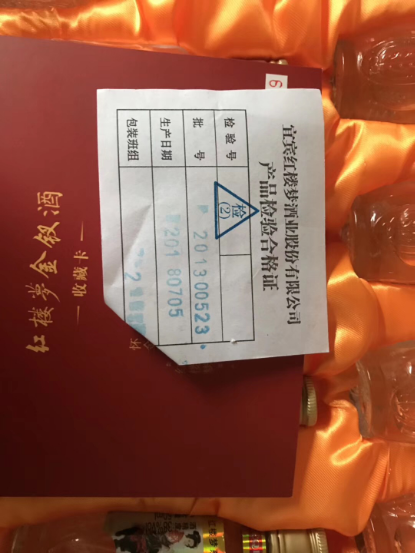 宜宾红楼梦酒业股份有限公司
产品检验合格证
检验号 检(2)
批号 P 201300523
生产日期 20180705
包装班组
红楼梦金钗酒
收藏卡